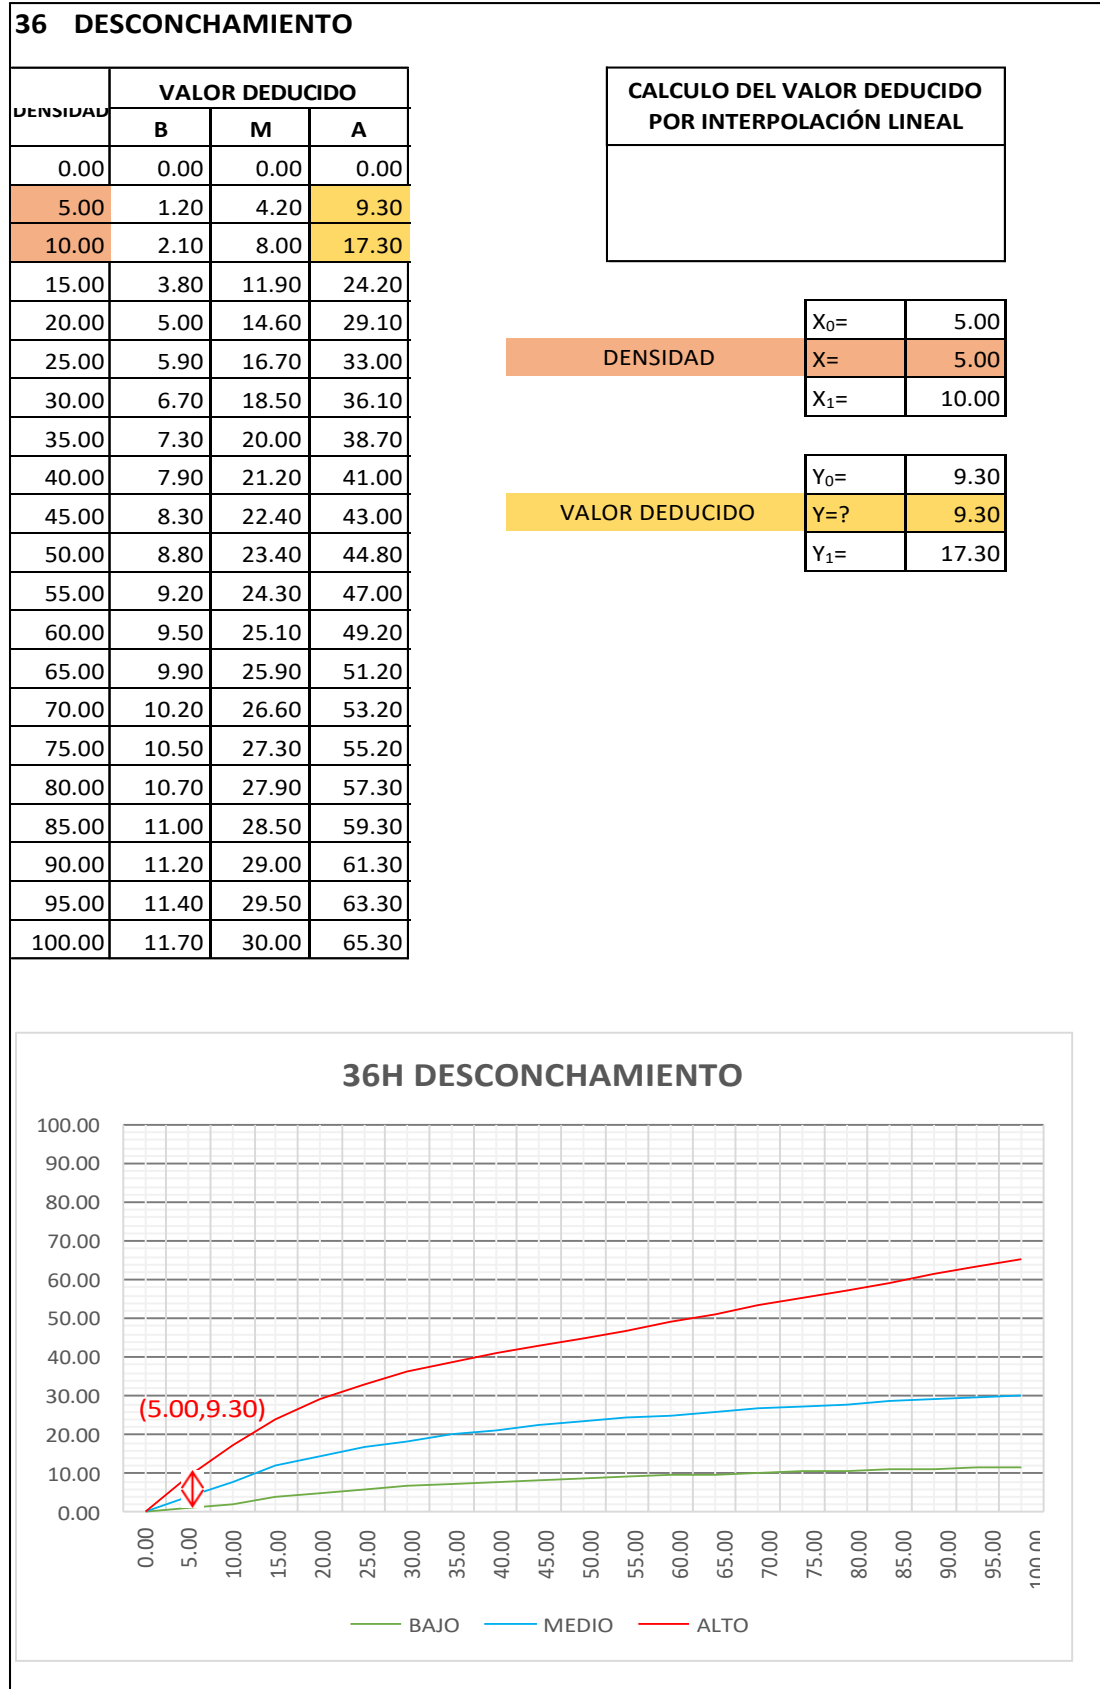 36 DESCONCHAMIENTO
DENSIDAD VALOR DEDUCIDO
B M A
0.00 0.00 0.00 0.00
5.00 1.20 4.20 9.30
10.00 2.10 8.00 17.30
15.00 3.80 11.90 24.20
20.00 5.00 14.60 29.10
25.00 5.90 16.70 33.00
30.00 6.70 18.50 36.10
35.00 7.30 20.00 38.70
40.00 7.90 21.20 41.00
45.00 8.30 22.40 43.00
50.00 8.80 23.40 44.80
55.00 9.20 24.30 47.00
60.00 9.50 25.10 49.20
65.00 9.90 25.90 51.20
70.00 10.20 26.60 53.20
75.00 10.50 27.30 55.20
80.00 10.70 27.90 57.30
85.00 11.00 28.50 59.30
90.00 11.20 29.00 61.30
95.00 11.40 29.50 63.30
100.00 11.70 30.00 65.30
CALCULO DEL VALOR DEDUCIDO
POR INTERPOLACIÓN LINEAL
X₀= 5.00
DENSIDAD X= 5.00
X₁= 10.00
Y₀= 9.30
VALOR DEDUCIDO Y=? 9.30
Y₁= 17.30
36H DESCONCHAMIENTO
100.00
90.00
80.00
70.00
60.00
50.00
40.00
30.00
20.00
10.00
0.00
(5.00,9.30)
0.00 5.00 10.00 15.00 20.00 25.00 30.00 35.00 40.00 45.00 50.00 55.00 60.00 65.00 70.00 75.00 80.00 85.00 90.00 95.00 100.00
BAJO MEDIO ALTO